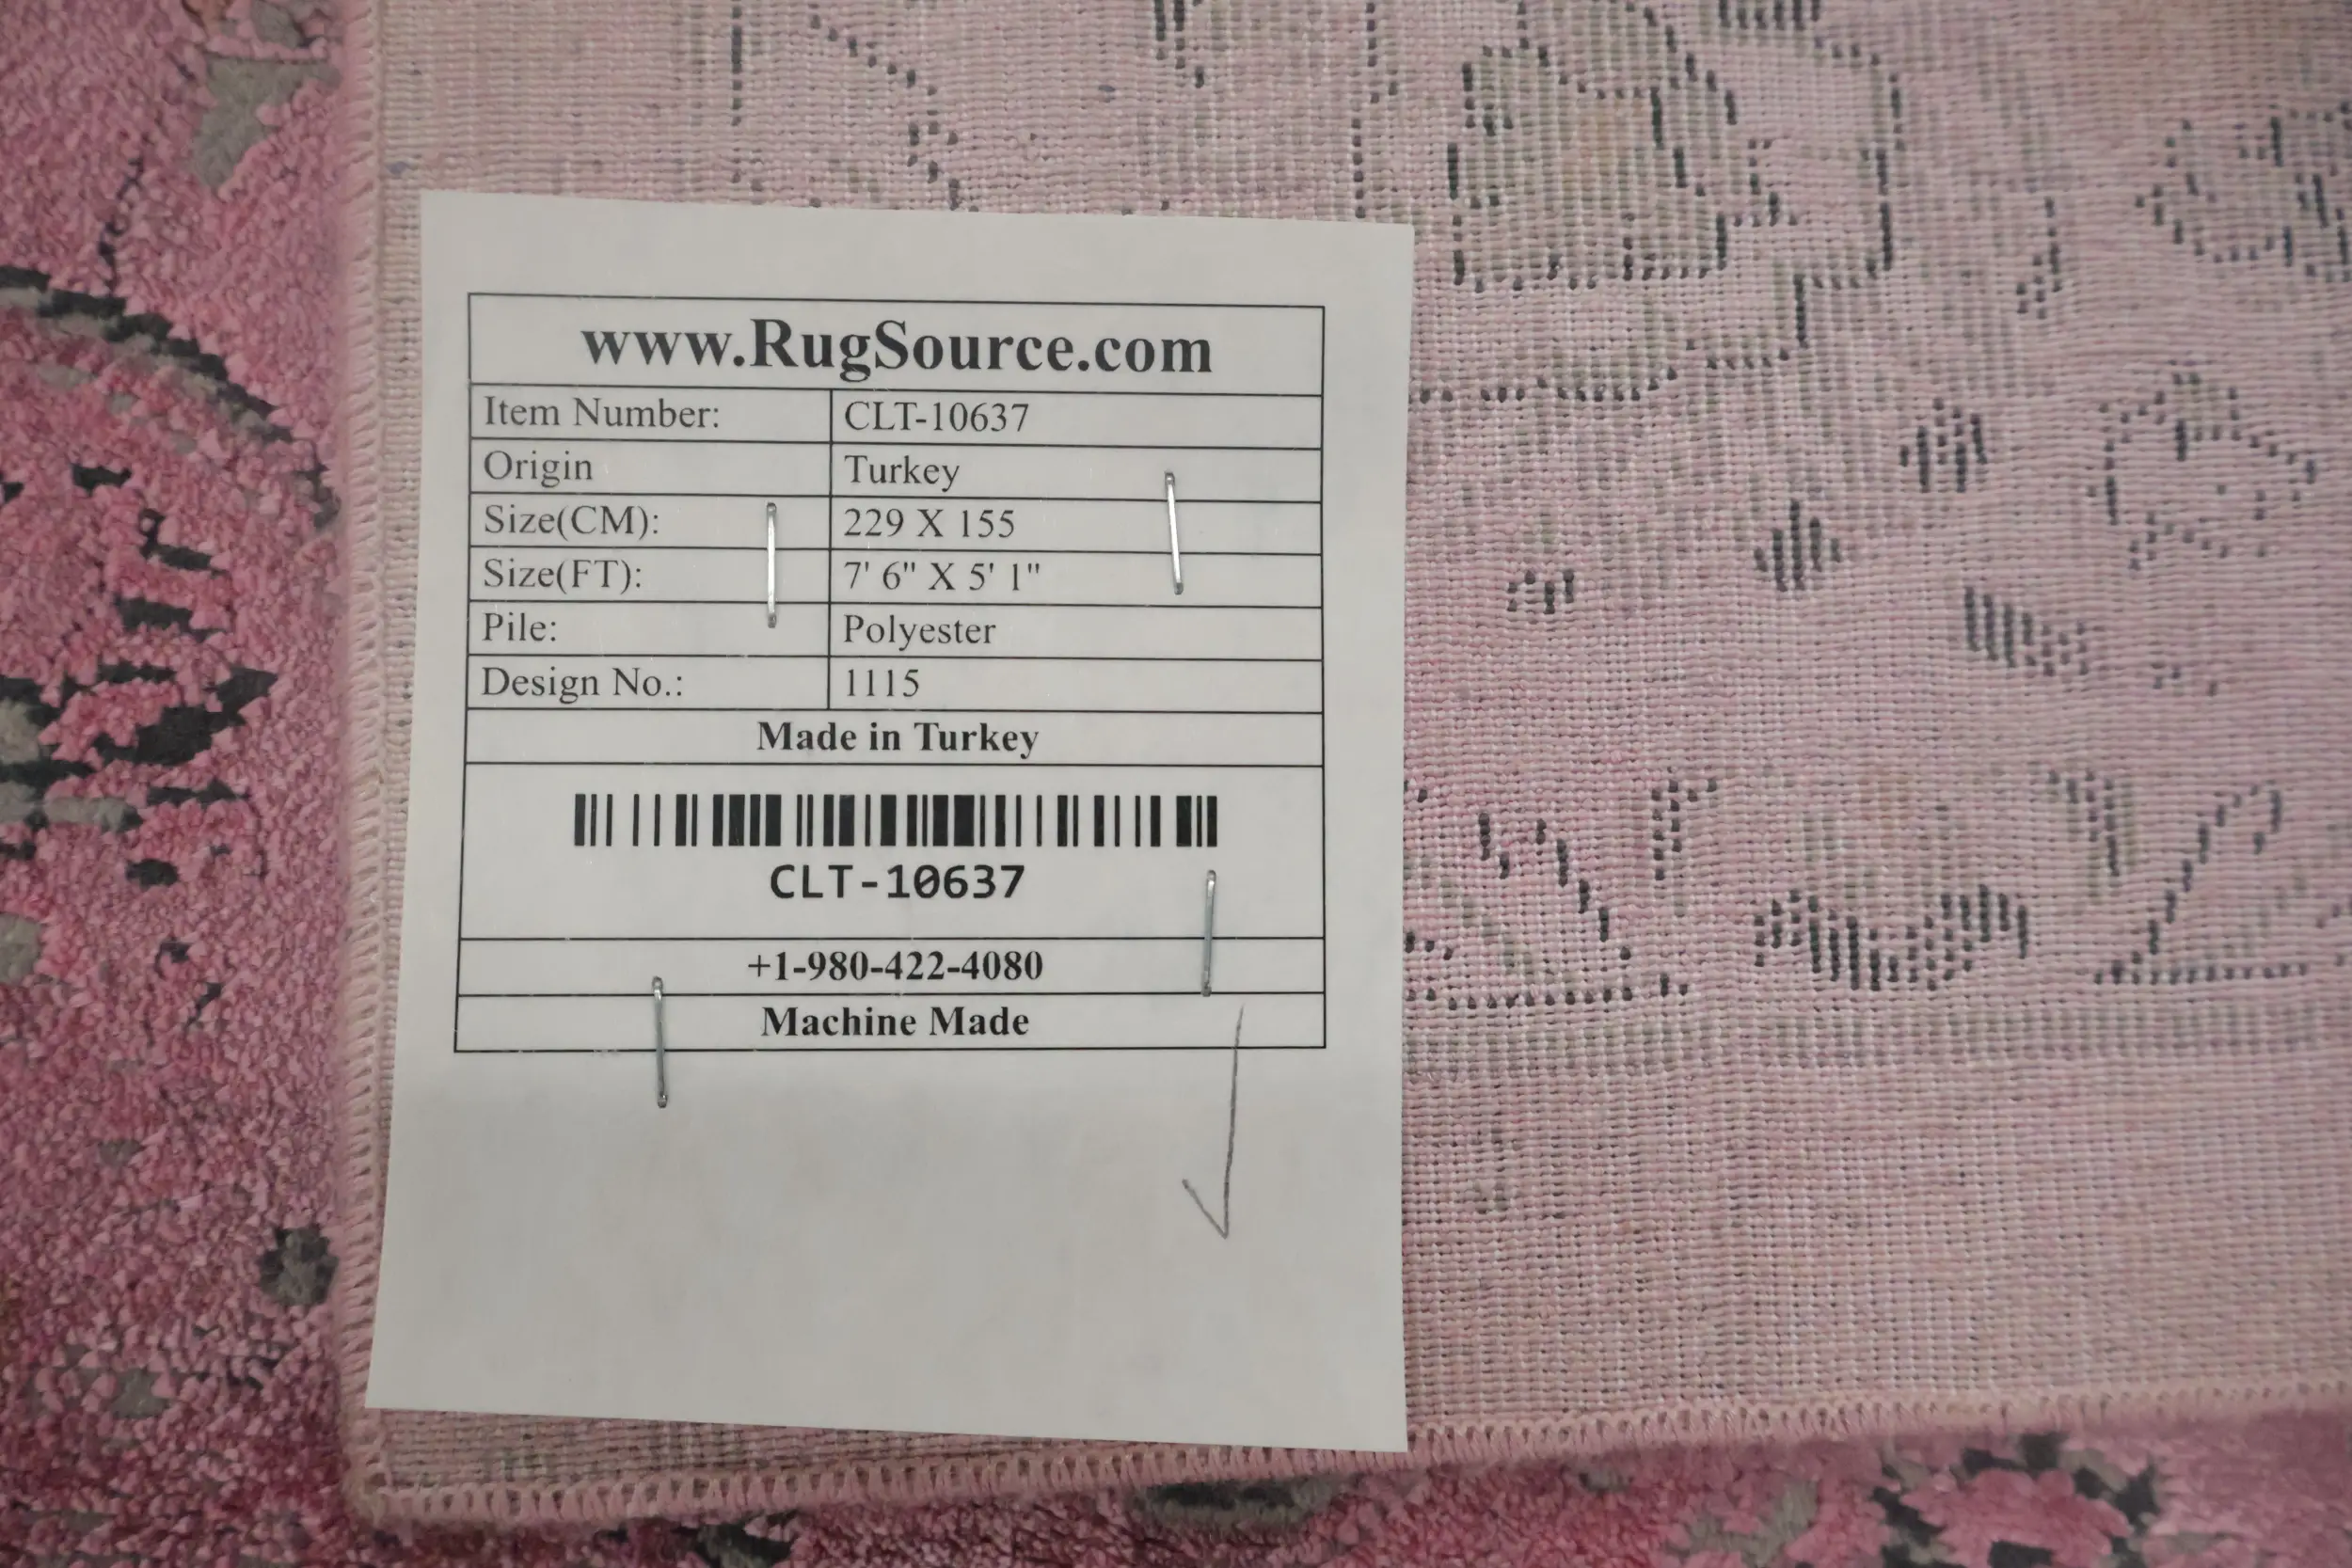 www.RugSource.com
Item Number: CLT-10637
Origin Turkey
Size(CM): 229 X 155
Size(FT): 7' 6" X 5' 1"
Pile: Polyester
Design No.: 1115
Made in Turkey
CLT-10637
+1-980-422-4080
Machine Made